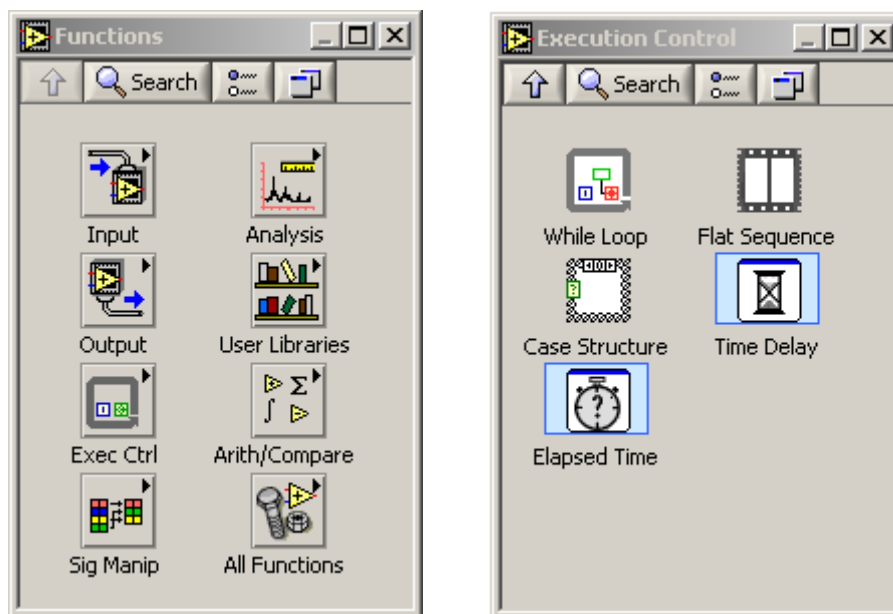 Functions
Search
Input
Analysis
Output
User Libraries
Exec Ctrl
Arith/Compare
Sig Manip
All Functions
Execution Control
Search
While Loop
Flat Sequence
Case Structure
Time Delay
Elapsed Time